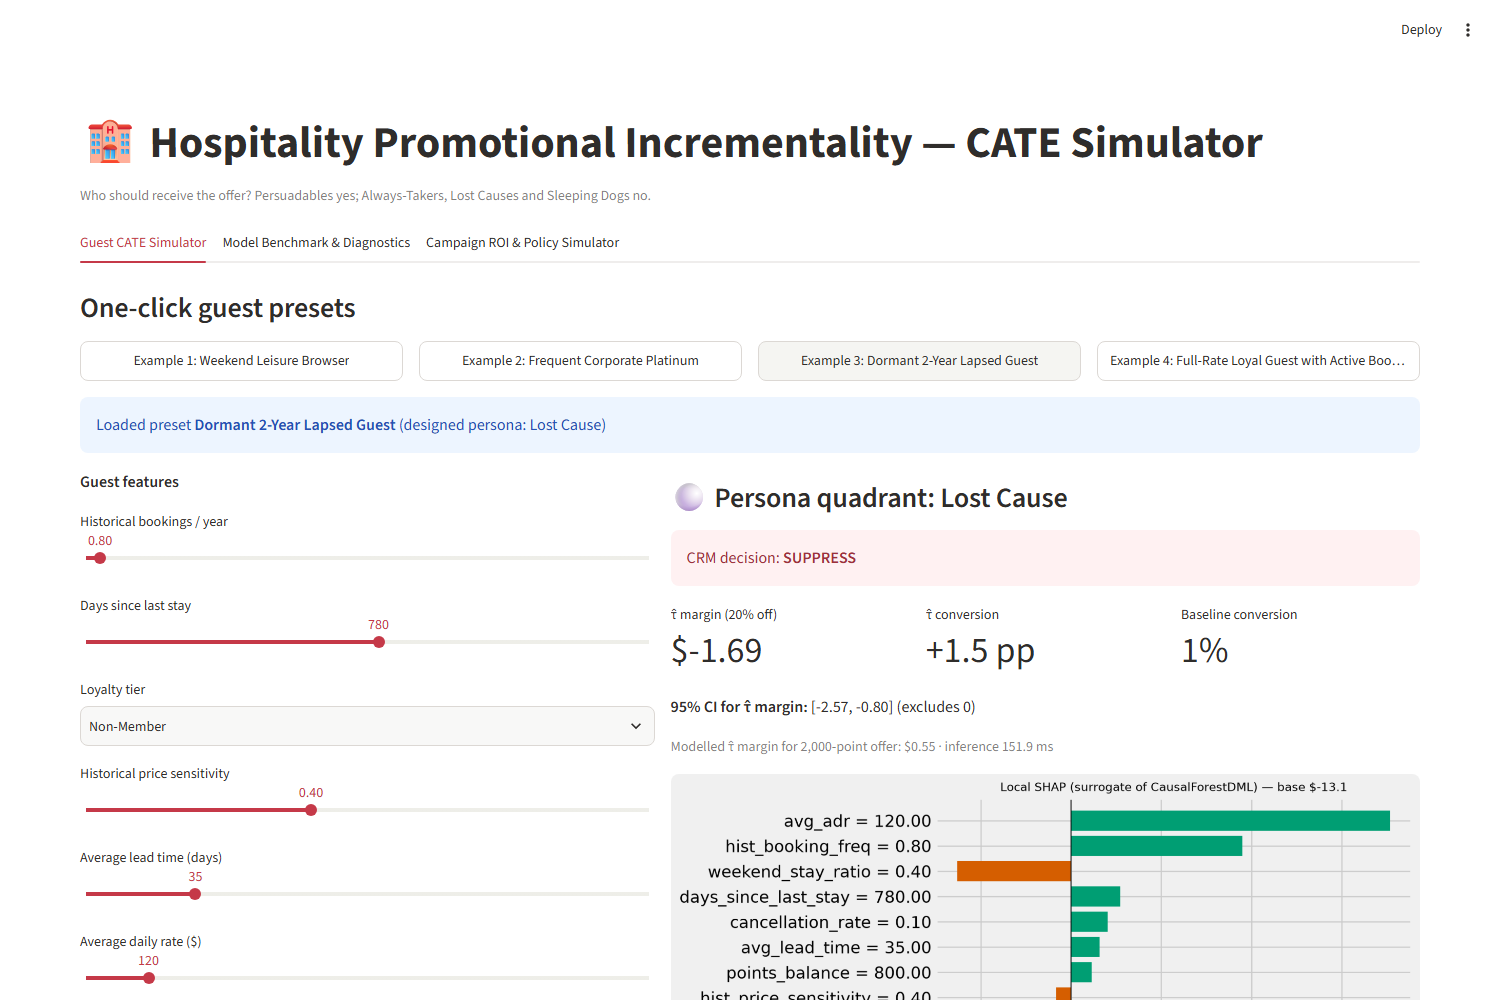 Deploy
Hospitality Promotional Incrementality — CATE Simulator
Who should receive the offer? Persuadables yes; Always-Takers, Lost Causes and Sleeping Dogs no.
Guest CATE Simulator Model Benchmark & Diagnostics Campaign ROI & Policy Simulator
One-click guest presets
Example 1: Weekend Leisure Browser
Example 2: Frequent Corporate Platinum
Example 3: Dormant 2-Year Lapsed Guest
Example 4: Full-Rate Loyal Guest with Active Boo…
Loaded preset Dormant 2-Year Lapsed Guest (designed persona: Lost Cause)
Guest features
Historical bookings / year
0.80
Days since last stay
780
Loyalty tier
Non-Member
Historical price sensitivity
0.40
Average lead time (days)
35
Average daily rate ($)
120
Persona quadrant: Lost Cause
CRM decision: SUPPRESS
τ̂ margin (20% off)
$-1.69
τ̂ conversion
+1.5 pp
Baseline conversion
1%
95% CI for τ̂ margin: [-2.57, -0.80] (excludes 0)
Modelled τ̂ margin for 2,000-point offer: $0.55 · inference 151.9 ms
Local SHAP (surrogate of CausalForestDML) — base $-13.1
avg_adr = 120.00
hist_booking_freq = 0.80
weekend_stay_ratio = 0.40
days_since_last_stay = 780.00
cancellation_rate = 0.10
avg_lead_time = 35.00
points_balance = 800.00
hist_price_sensitivity = 0.40